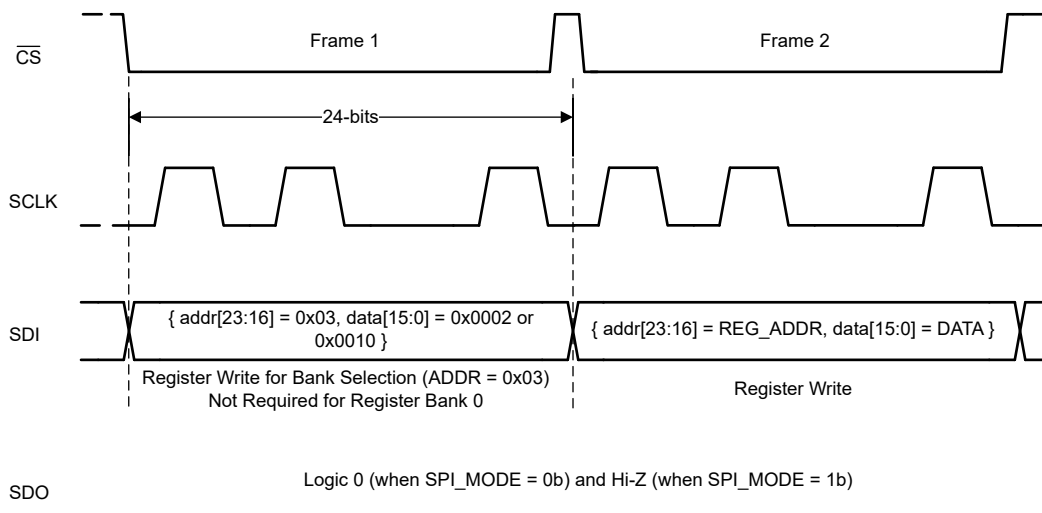 Frame 1
Frame 2
CS
24-bits
SCLK
{ addr[23:16] = 0x03, data[15:0] = 0x0002 or
0x0010 }
{ addr[23:16] = REG_ADDR, data[15:0] = DATA }
SDI
Register Write for Bank Selection (ADDR = 0x03)
Not Required for Register Bank 0
Register Write
Logic 0 (when SPI_MODE = 0b) and Hi-Z (when SPI_MODE = 1b)
SDO